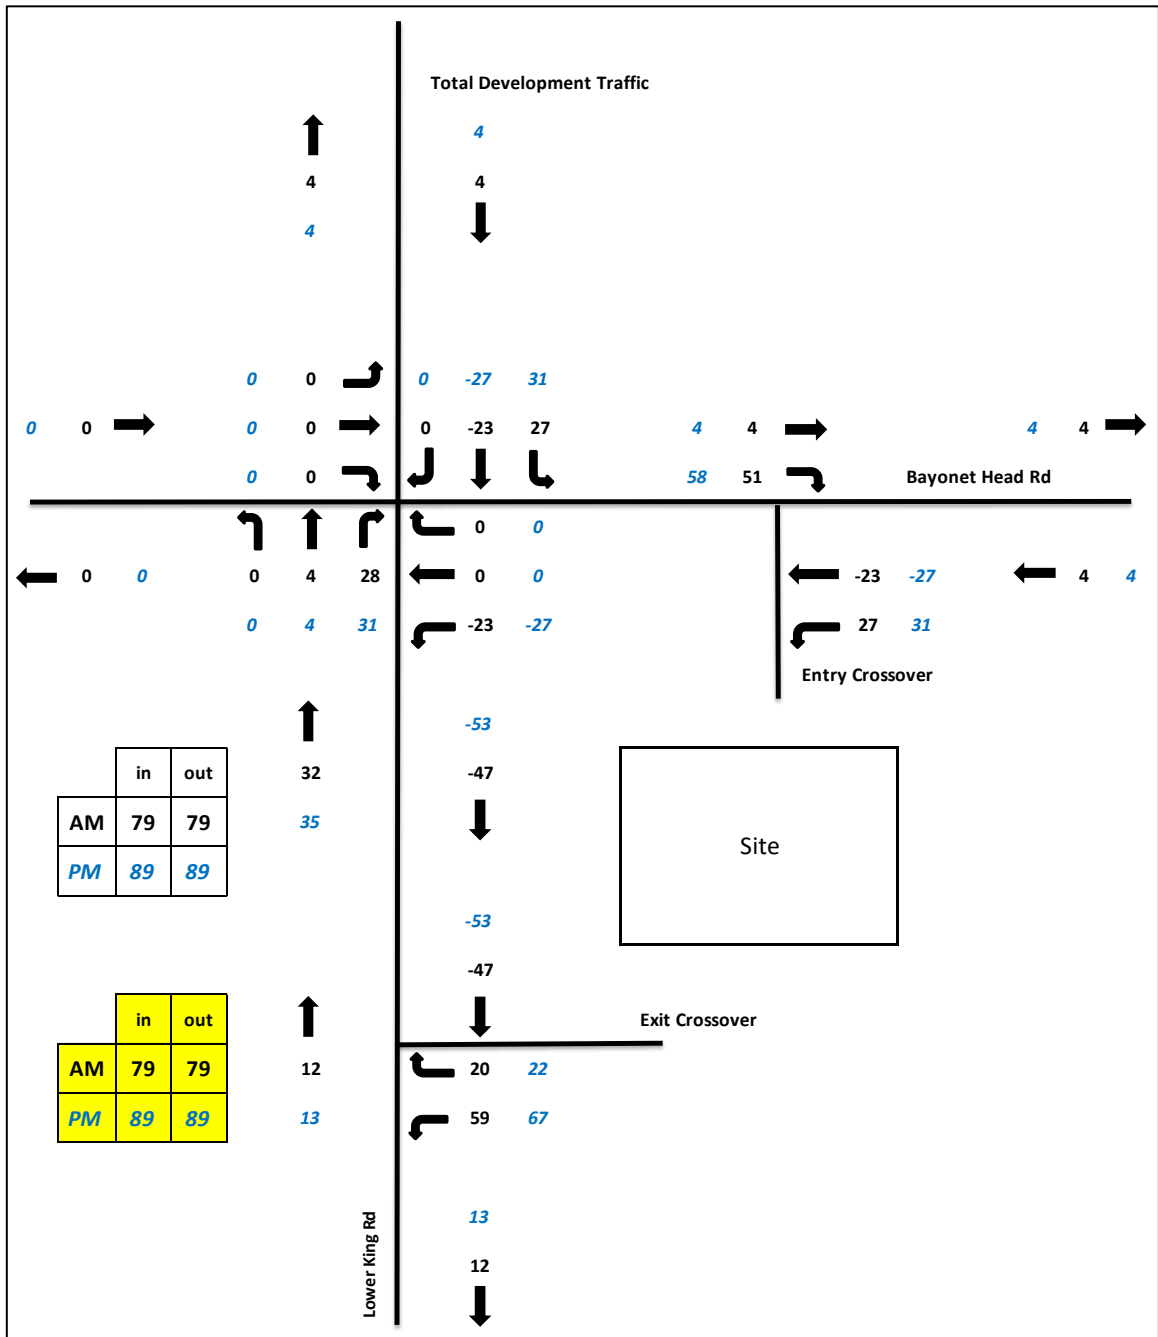 Total Development Traffic
4
4 4
4
0 0 0 -27 31
0 0 0 0 0 -23 27 4 4 4 4
0 0 58 51 Bayonet Head Rd
0 0
0 0 0 4 28 0 0 -23 -27 4 4
0 4 31 -23 -27 27 31
Entry Crossover
-53
in out 32 -47
AM 79 79 35
Site
PM 89 89
-53
-47
in out Exit Crossover
AM 79 79 12 20 22
PM 89 89 13 59 67
13
12
Lower King Rd